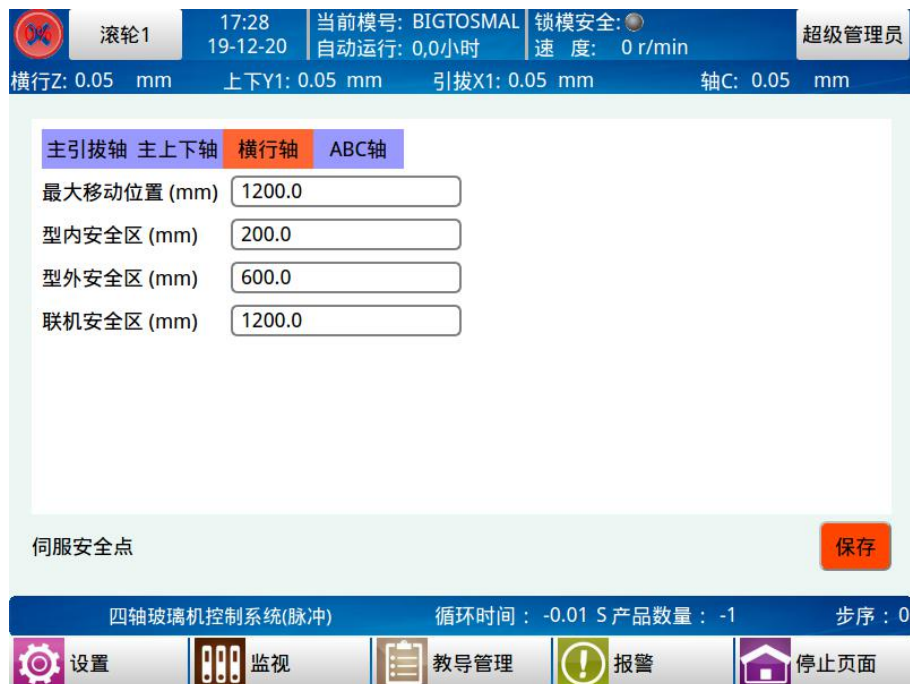 0%
滚轮1
17:28
19-12-20
当前模号: BIGTOSMAL
自动运行: 0,0小时
锁模安全:
速 度: 0 r/min
超级管理员
横行Z: 0.05 mm 上下Y1: 0.05 mm 引拔X1: 0.05 mm 轴C: 0.05 mm
主引拔轴 主上下轴 横行轴 ABC轴
最大移动位置 (mm) 1200.0
型内安全区 (mm) 200.0
型外安全区 (mm) 600.0
联机安全区 (mm) 1200.0
伺服安全点 保存
四轴玻璃机控制系统(脉冲) 循环时间： -0.01 S 产品数量： -1 步序：0
设置 监视 教导管理 报警 停止页面